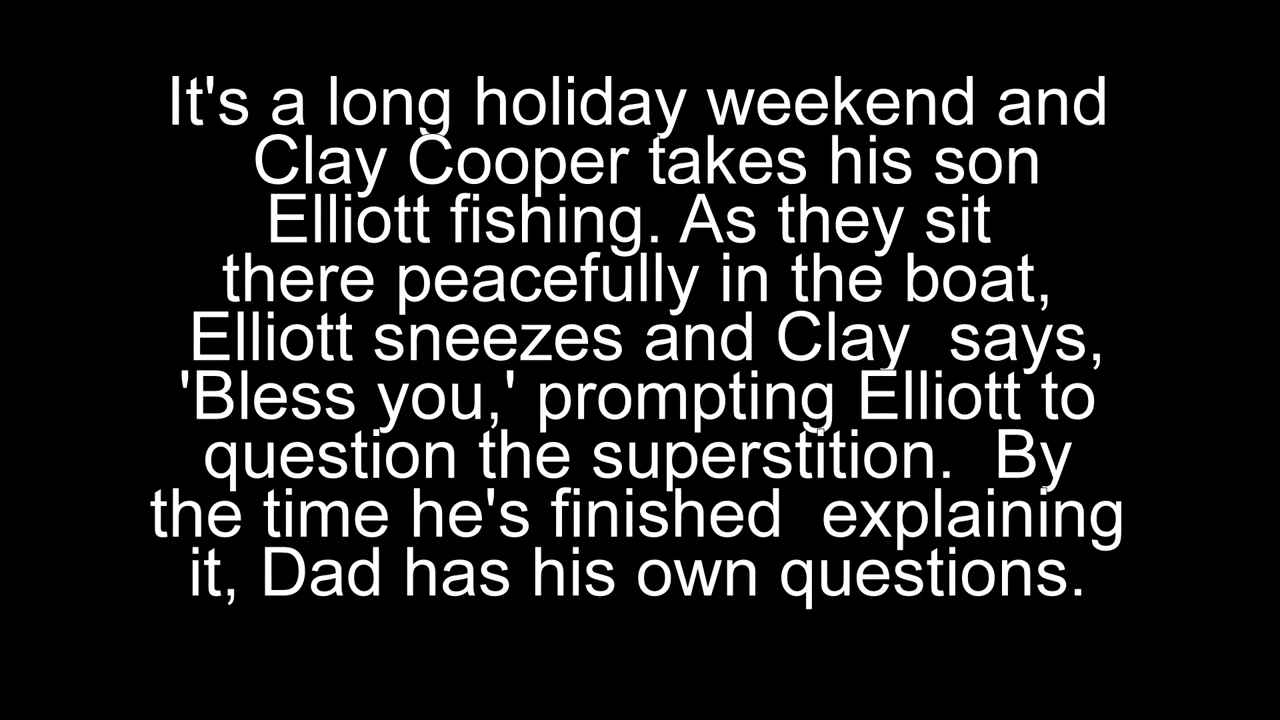 It's a long holiday weekend and
Clay Cooper takes his son
Elliott fishing. As they sit
there peacefully in the boat,
Elliott sneezes and Clay  says,
'Bless you,' prompting Elliott to
question the superstition.  By
the time he's finished  explaining
it, Dad has his own questions.